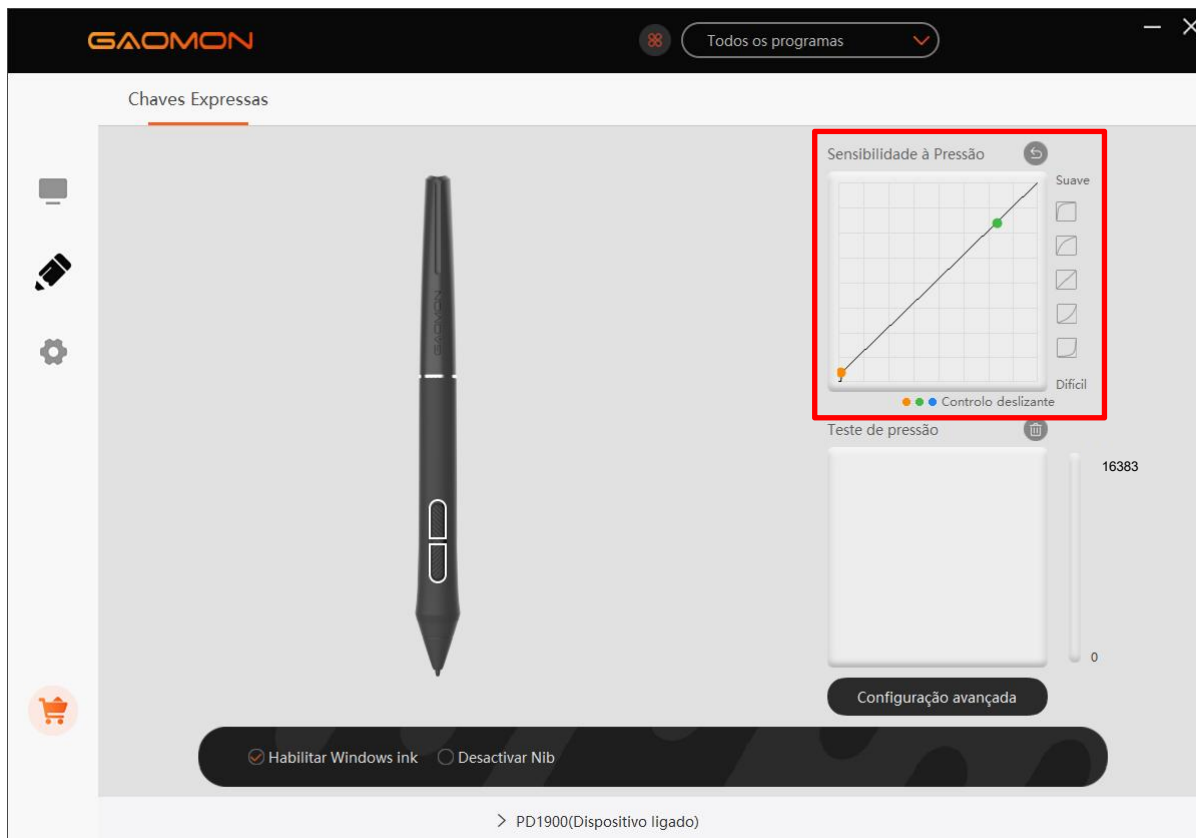 GAOMON
Todos os programas
Chaves Expressas
Sensibilidade à Pressão
Suave
GAOMON
Difícil
Controlo deslizante
Teste de pressão
16383
0
Configuração avançada
Habilitar Windows ink
Desactivar Nib
PD1900(Dispositivo ligado)